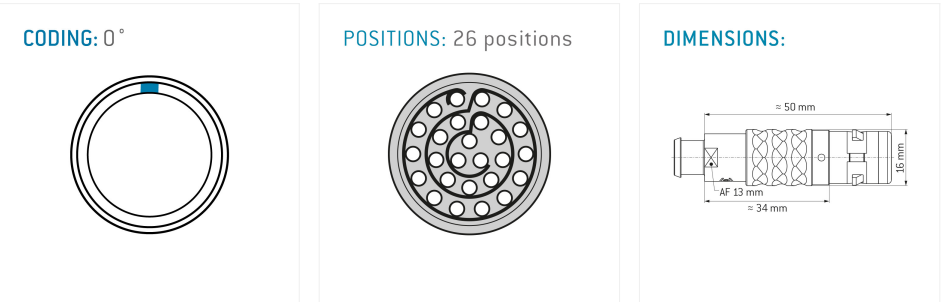 CODING: 0°
POSITIONS: 26 positions
DIMENSIONS:
≈ 50 mm
16 mm
AF 13 mm
≈ 34 mm